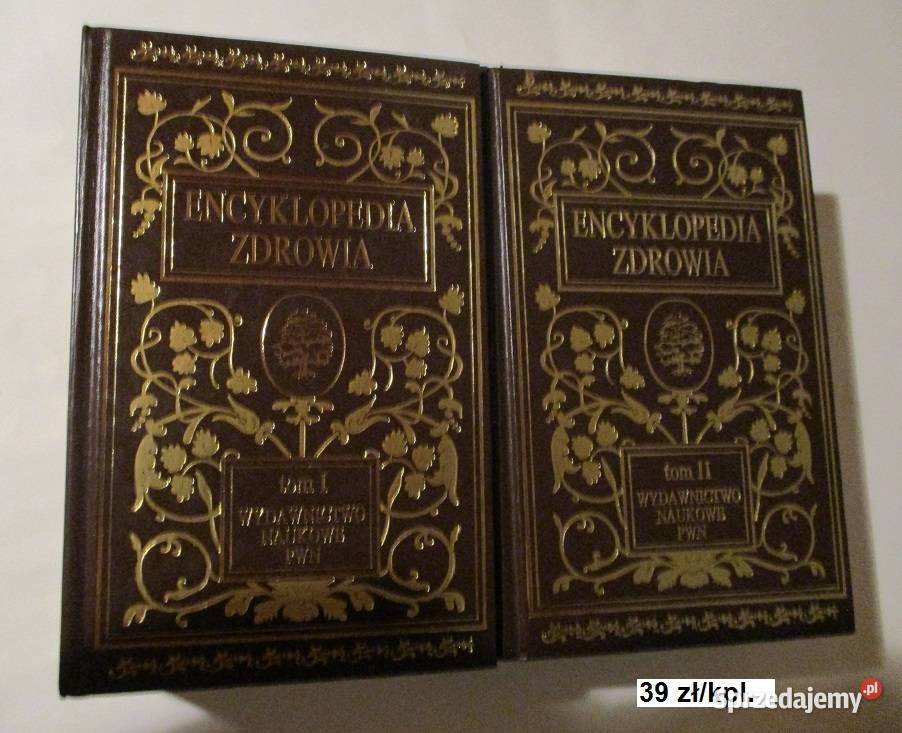 ENCYKLOPEDIA
ZDROWIA
tom I
WYDAWNICTWO
NAUKOWE
PWN
ENCYKLOPEDIA
ZDROWIA
tom II
WYDAWNICTWO
NAUKOWE
PWN
39 zł/kpl.
sprzedajemy.pl